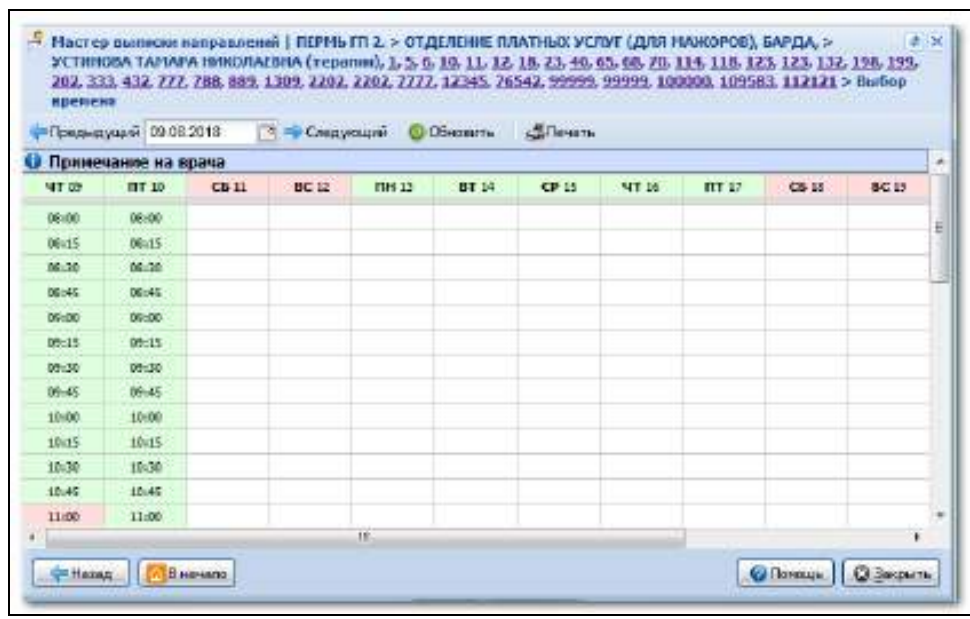 Мастер выписки направлений | ПЕРМЬ ГП 2. > ОТДЕЛЕНИЕ ПЛАТНЫХ УСЛУГ (ДЛЯ МАЖОРОВ), БАРДА, >
УСТИНОВА ТАМАРА НИКОЛАЕВНА (терапия), 1, 5, 6, 10, 11, 12, 18, 23, 40, 65, 68, 70, 114, 118, 123, 123, 132, 198, 199,
202, 333, 432, 777, 788, 889, 1309, 2202, 2202, 7777, 12345, 76542, 99999, 99999, 100000, 109583, 112121 > Выбор
времени
Предыдущий 09.08.2018 Следующий Обновить Печать
Примечание на врача
ЧТ 09 ПТ 10 СБ 11 ВС 12 ПН 13 ВТ 14 СР 15 ЧТ 16 ПТ 17 СБ 18 ВС 19
08:00 08:00
08:15 08:15
08:30 08:30
08:45 08:45
09:00 09:00
09:15 09:15
09:30 09:30
09:45 09:45
10:00 10:00
10:15 10:15
10:30 10:30
10:45 10:45
11:00 11:00
Назад В начало Помощь Закрыть